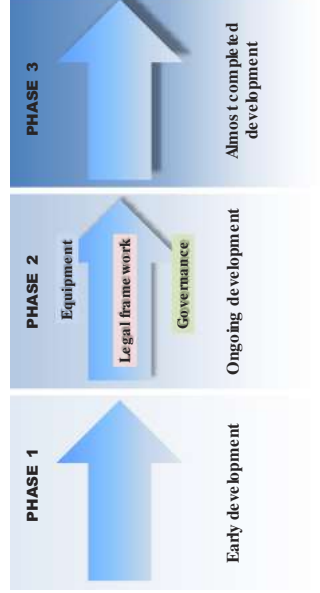 PHASE 1
Early development
PHASE 2
Equipment
Legal framework
Governance
Ongoing development
PHASE 3
Almost completed
development